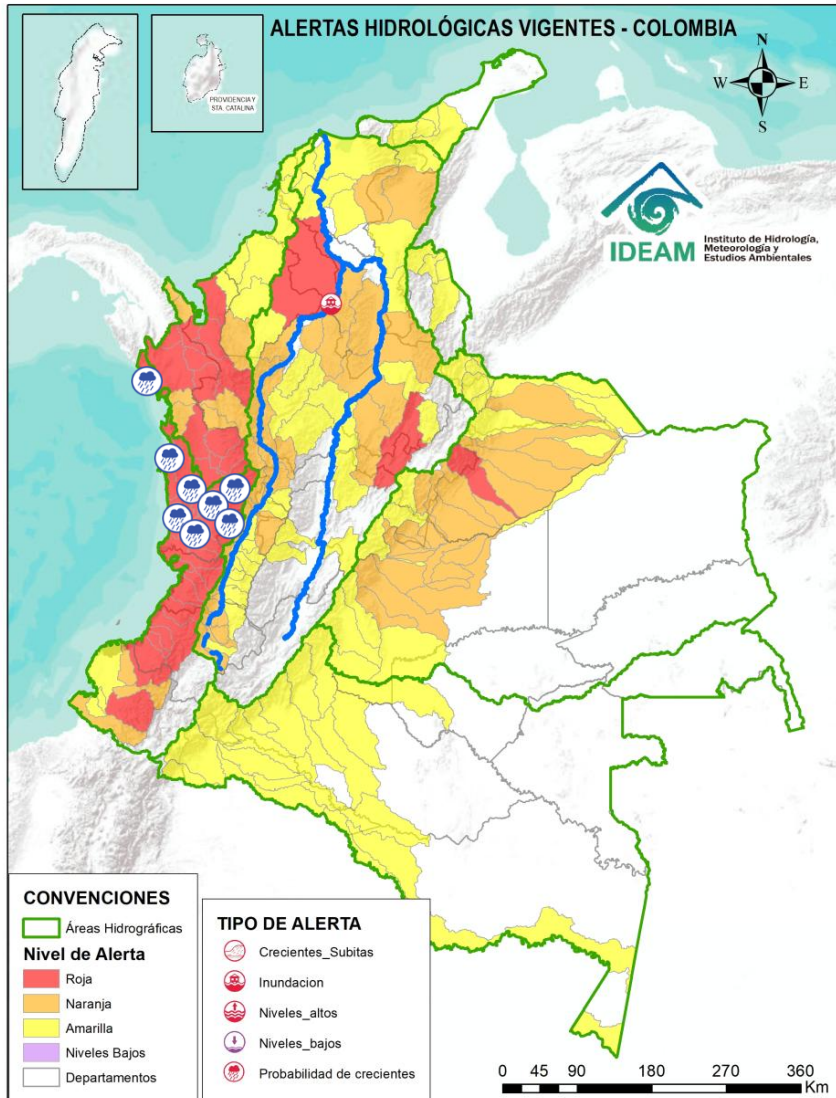 ALERTAS HIDROLÓGICAS VIGENTES - COLOMBIA
PROVIDENCIA Y
STA. CATALINA
N
W
E
S
IDEAM
Instituto de Hidrología,
Meteorología y
Estudios Ambientales
CONVENCIONES
Áreas Hidrográficas
Nivel de Alerta
Roja
Naranja
Amarilla
Niveles Bajos
Departamentos
TIPO DE ALERTA
Crecientes_Subitas
Inundacion
Niveles_altos
Niveles_bajos
Probabilidad de crecientes
0 45 90 180 270 360
Km